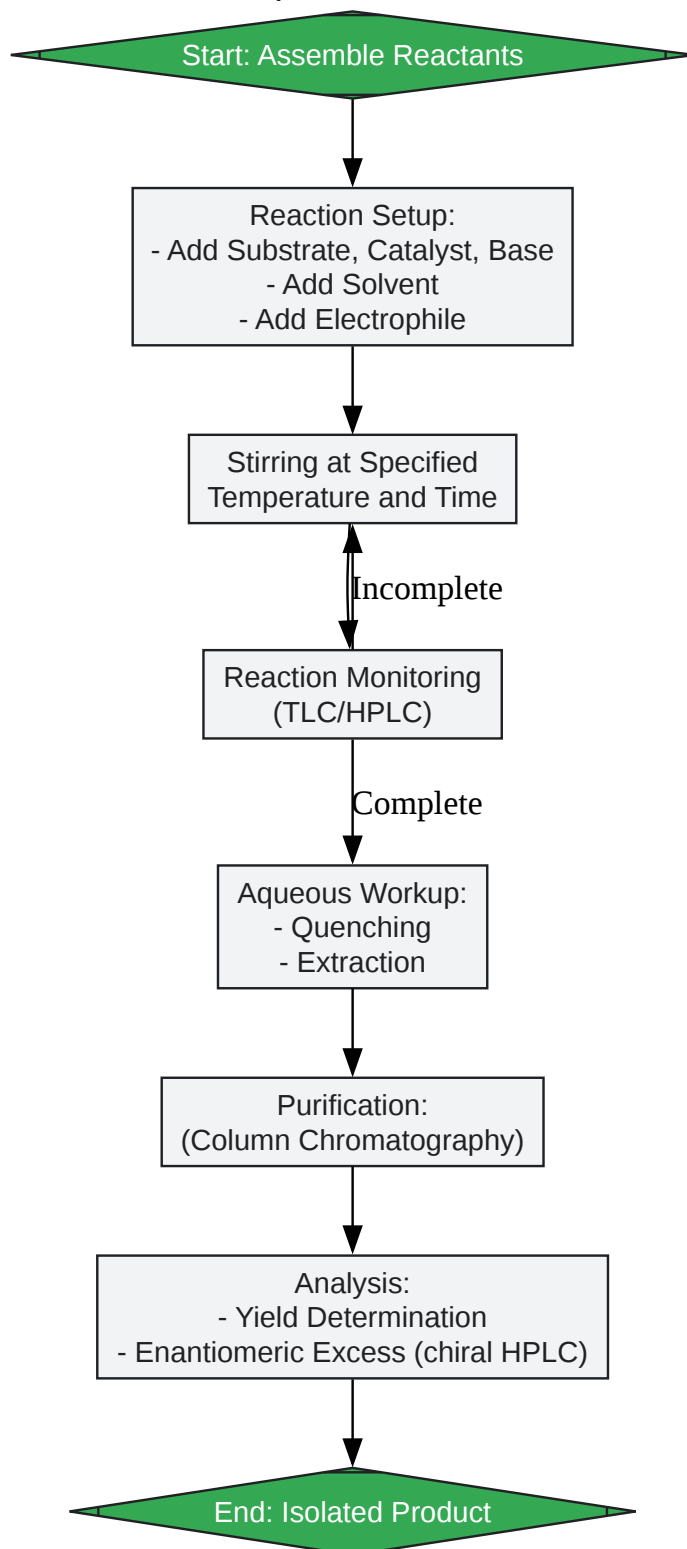 Start: Assemble Reactants
Reaction Setup:
- Add Substrate, Catalyst, Base
- Add Solvent
- Add Electrophile
Stirring at Specified
Temperature and Time
Incomplete
Reaction Monitoring
(TLC/HPLC)
Complete
Aqueous Workup:
- Quenching
- Extraction
Purification:
(Column Chromatography)
Analysis:
- Yield Determination
- Enantiomeric Excess (chiral HPLC)
End: Isolated Product